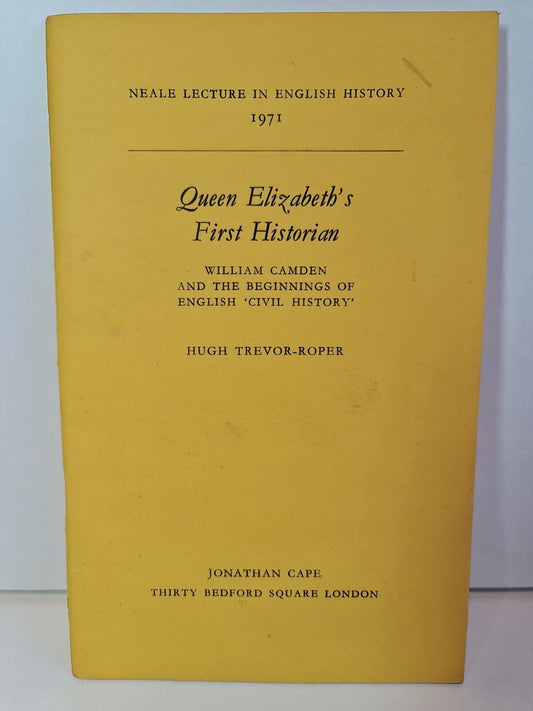 NEALE LECTURE IN ENGLISH HISTORY
1971
Queen Elizabeth's
First Historian
WILLIAM CAMDEN
AND THE BEGINNINGS OF
ENGLISH 'CIVIL HISTORY'
HUGH TREVOR-ROPER
JONATHAN CAPE
THIRTY BEDFORD SQUARE LONDON